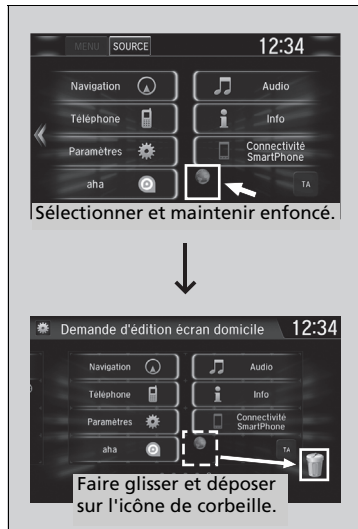 MENU SOURCE 12:34
Navigation Audio
Téléphone Info
Paramètres Connectivité
SmartPhone
aha TA
Sélectionner et maintenir enfoncé.
Demande d'édition écran domicile 12:34
Navigation Audio
Téléphone Info
Paramètres Connectivité
SmartPhone
aha TA
Faire glisser et déposer
sur l'icône de corbeille.